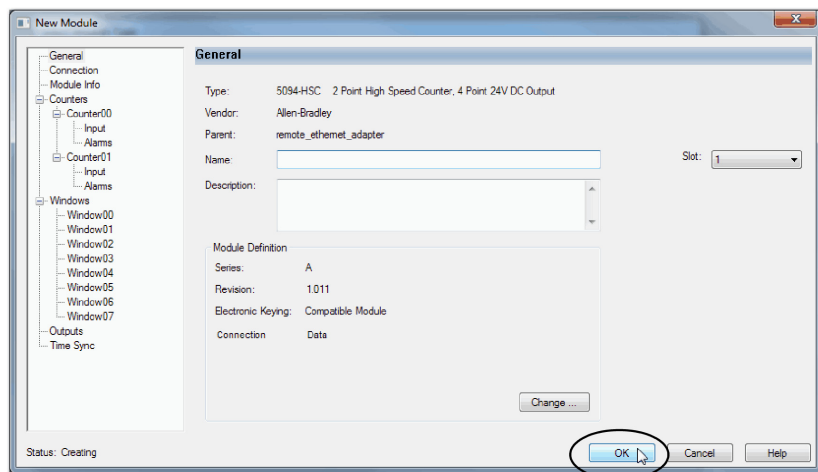 New Module
General
Connection
Module Info
Counters
Counter00
Input
Alarms
Counter01
Input
Alarms
Windows
Window00
Window01
Window02
Window03
Window04
Window05
Window06
Window07
Outputs
Time Sync
General
Type: 5094-HSC 2 Point High Speed Counter, 4 Point 24V DC Output
Vendor: Allen-Bradley
Parent: remote_ethernet_adapter
Name: Slot: 1
Description:
Module Definition
Series: A
Revision: 1.011
Electronic Keying: Compatible Module
Connection Data
Change ...
Status: Creating OK Cancel Help